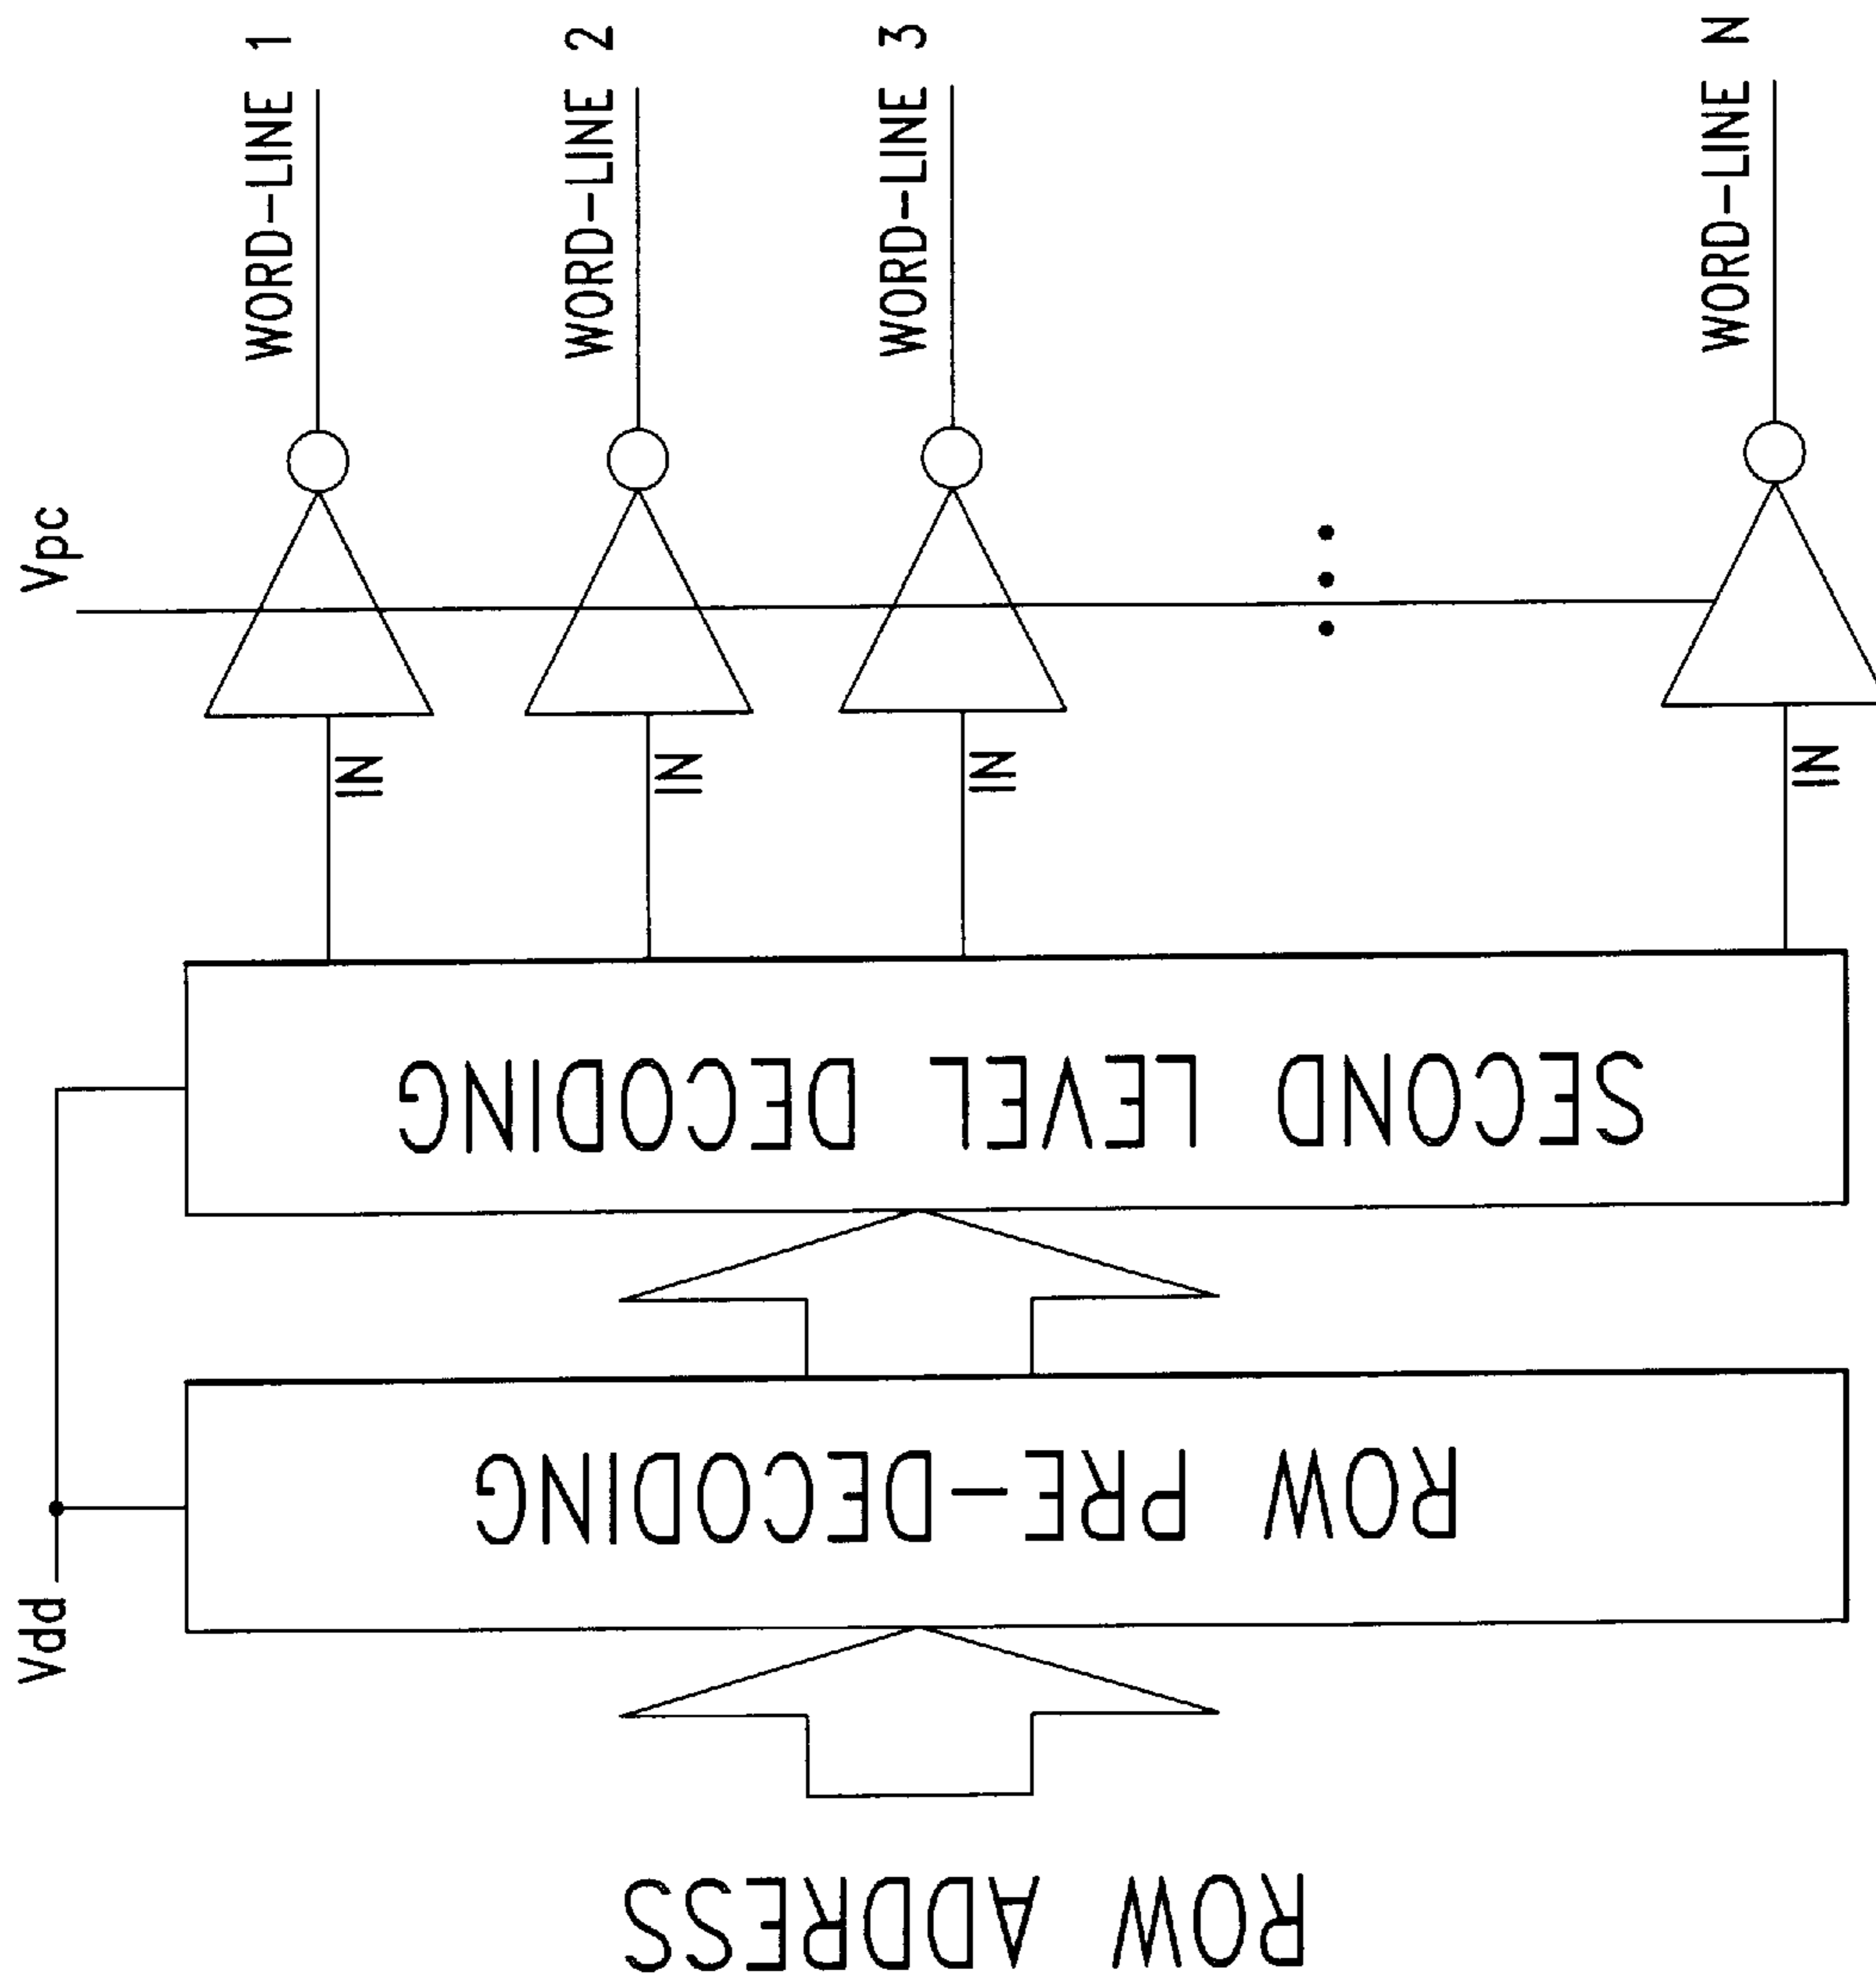 ROW ADDRESS
Vdd
ROW PRE-DECODING
SECOND LEVEL DECODING
Vpc
IN
WORD-LINE 1
IN
WORD-LINE 2
IN
WORD-LINE 3
IN
WORD-LINE N